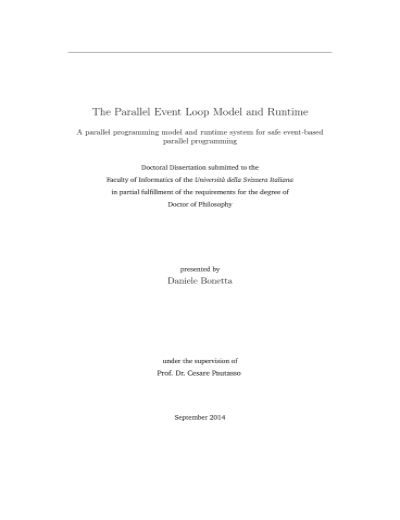 The Parallel Event Loop Model and Runtime
A parallel programming model and runtime system for safe event-based
parallel programming
Doctoral Dissertation submitted to the
Faculty of Informatics of the Università della Svizzera Italiana
in partial fulfillment of the requirements for the degree of
Doctor of Philosophy
presented by
Daniele Bonetta
under the supervision of
Prof. Dr. Cesare Pautasso
September 2014